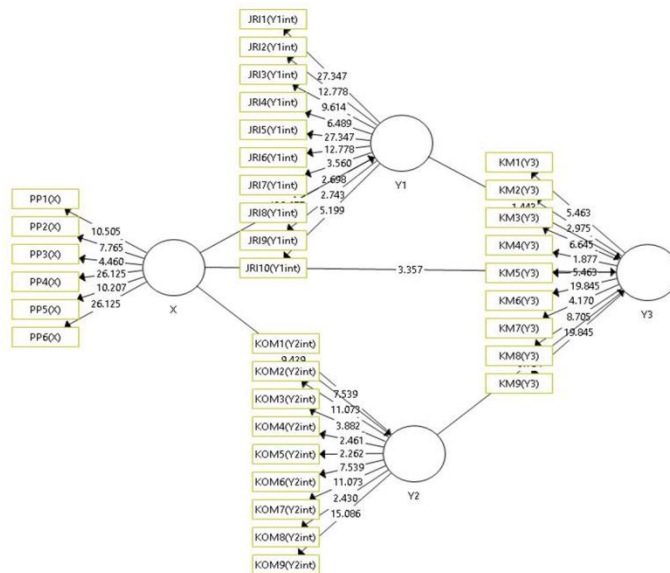 JRI1(Y1int)
JRI2(Y1int)
JRI3(Y1int)
JRI4(Y1int)
JRI5(Y1int)
JRI6(Y1int)
JRI7(Y1int)
JRI8(Y1int)
JRI9(Y1int)
JRI10(Y1int)
27.347
12.778
9.614
6.489
27.347
12.778
3.560
2.698
2.743
5.199
Y1
PP1(X)
PP2(X)
PP3(X)
PP4(X)
PP5(X)
PP6(X)
10.505
7.765
4.460
26.125
10.207
26.125
X
3.357
1.443
KM1(Y3)
KM2(Y3)
KM3(Y3)
KM4(Y3)
KM5(Y3)
KM6(Y3)
KM7(Y3)
KM8(Y3)
KM9(Y3)
5.463
2.975
6.645
1.877
5.463
19.845
4.170
8.705
19.845
Y3
KOM1(Y2int)
KOM2(Y2int)
KOM3(Y2int)
KOM4(Y2int)
KOM5(Y2int)
KOM6(Y2int)
KOM7(Y2int)
KOM8(Y2int)
KOM9(Y2int)
9.429
7.539
11.073
3.882
2.461
2.262
7.539
11.073
2.430
15.086
Y2